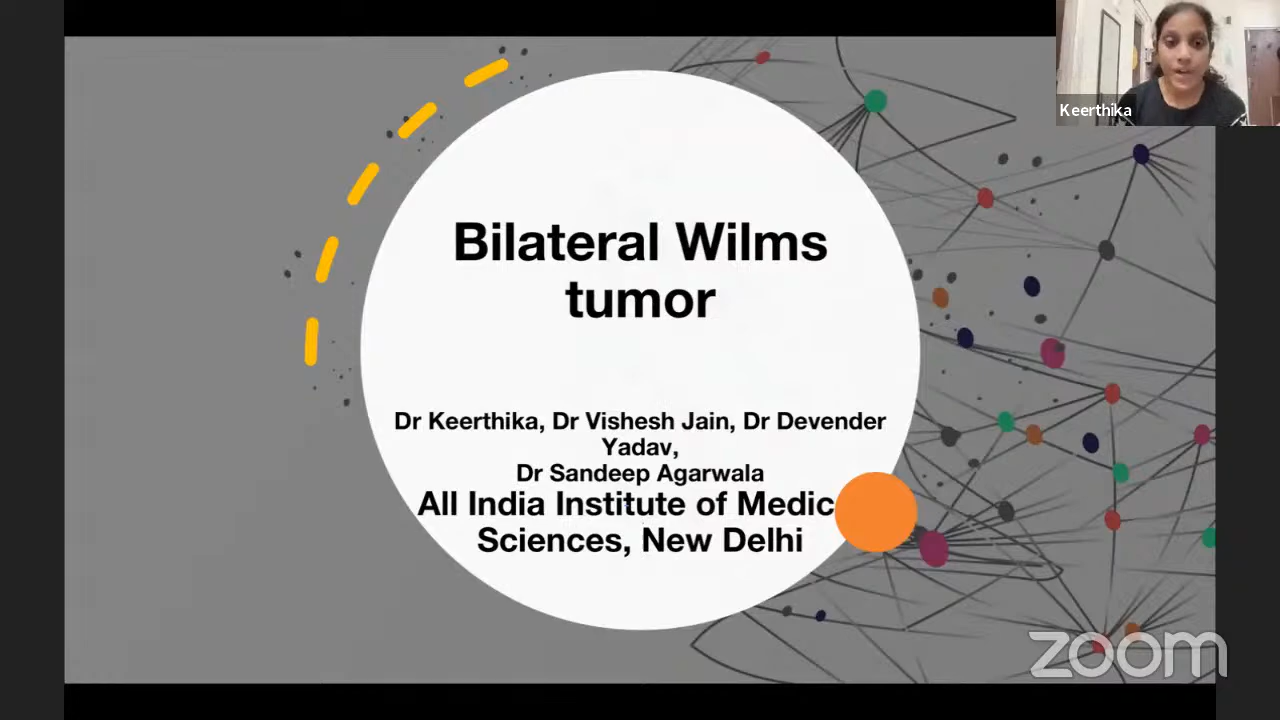 Keerthika
Bilateral Wilms
tumor
Dr Keerthika, Dr Vishesh Jain, Dr Devender
Yadav,
Dr Sandeep Agarwala
All India Institute of Medic
Sciences, New Delhi
zoom